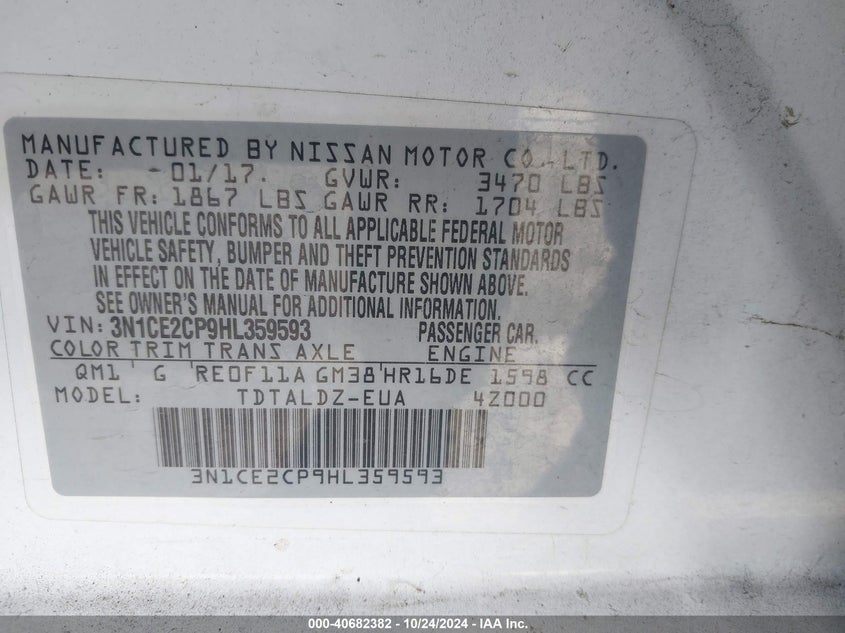 MANUFACTURED BY NISSAN MOTOR CO., LTD.
DATE: 01/17. GVWR: 3470 LBS
GAWR FR: 1867 LBS GAWR RR: 1704 LBS
THIS VEHICLE CONFORMS TO ALL APPLICABLE FEDERAL MOTOR
VEHICLE SAFETY, BUMPER AND THEFT PREVENTION STANDARDS
IN EFFECT ON THE DATE OF MANUFACTURE SHOWN ABOVE.
SEE OWNER'S MANUAL FOR ADDITIONAL INFORMATION.
VIN: 3N1CE2CP9HL359593 PASSENGER CAR.
COLOR TRIM TRANS AXLE ENGINE
QM1 G RE0F11A GM38 HR16DE 1598 CC
MODEL: TDTALDZ-EUA 4Z000
3N1CE2CP9HL359593
000-40682382 - 10/24/2024 - IAA Inc.